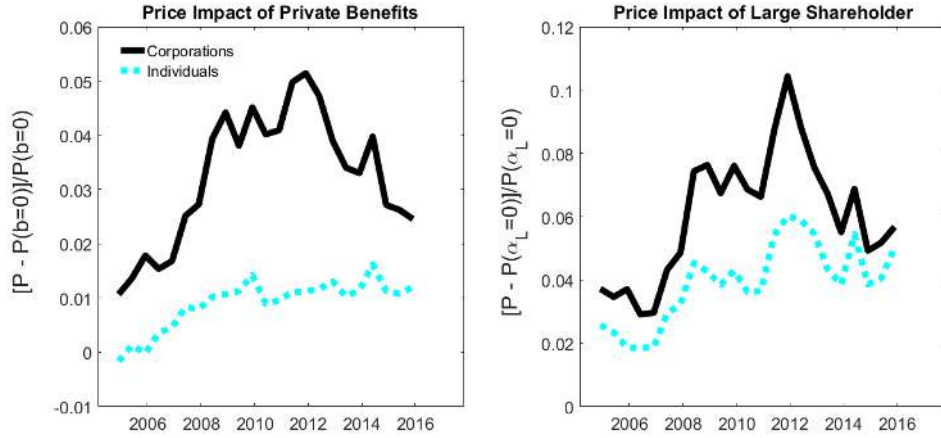 Price Impact of Private Benefits
[P - P(b=0)]/P(b=0)
0.06
0.05
0.04
0.03
0.02
0.01
0
-0.01
Corporations
Individuals
2006 2008 2010 2012 2014 2016
Price Impact of Large Shareholder
[P - P(α_L=0)]/P(α_L=0)
0.12
0.1
0.08
0.06
0.04
0.02
0
2006 2008 2010 2012 2014 2016